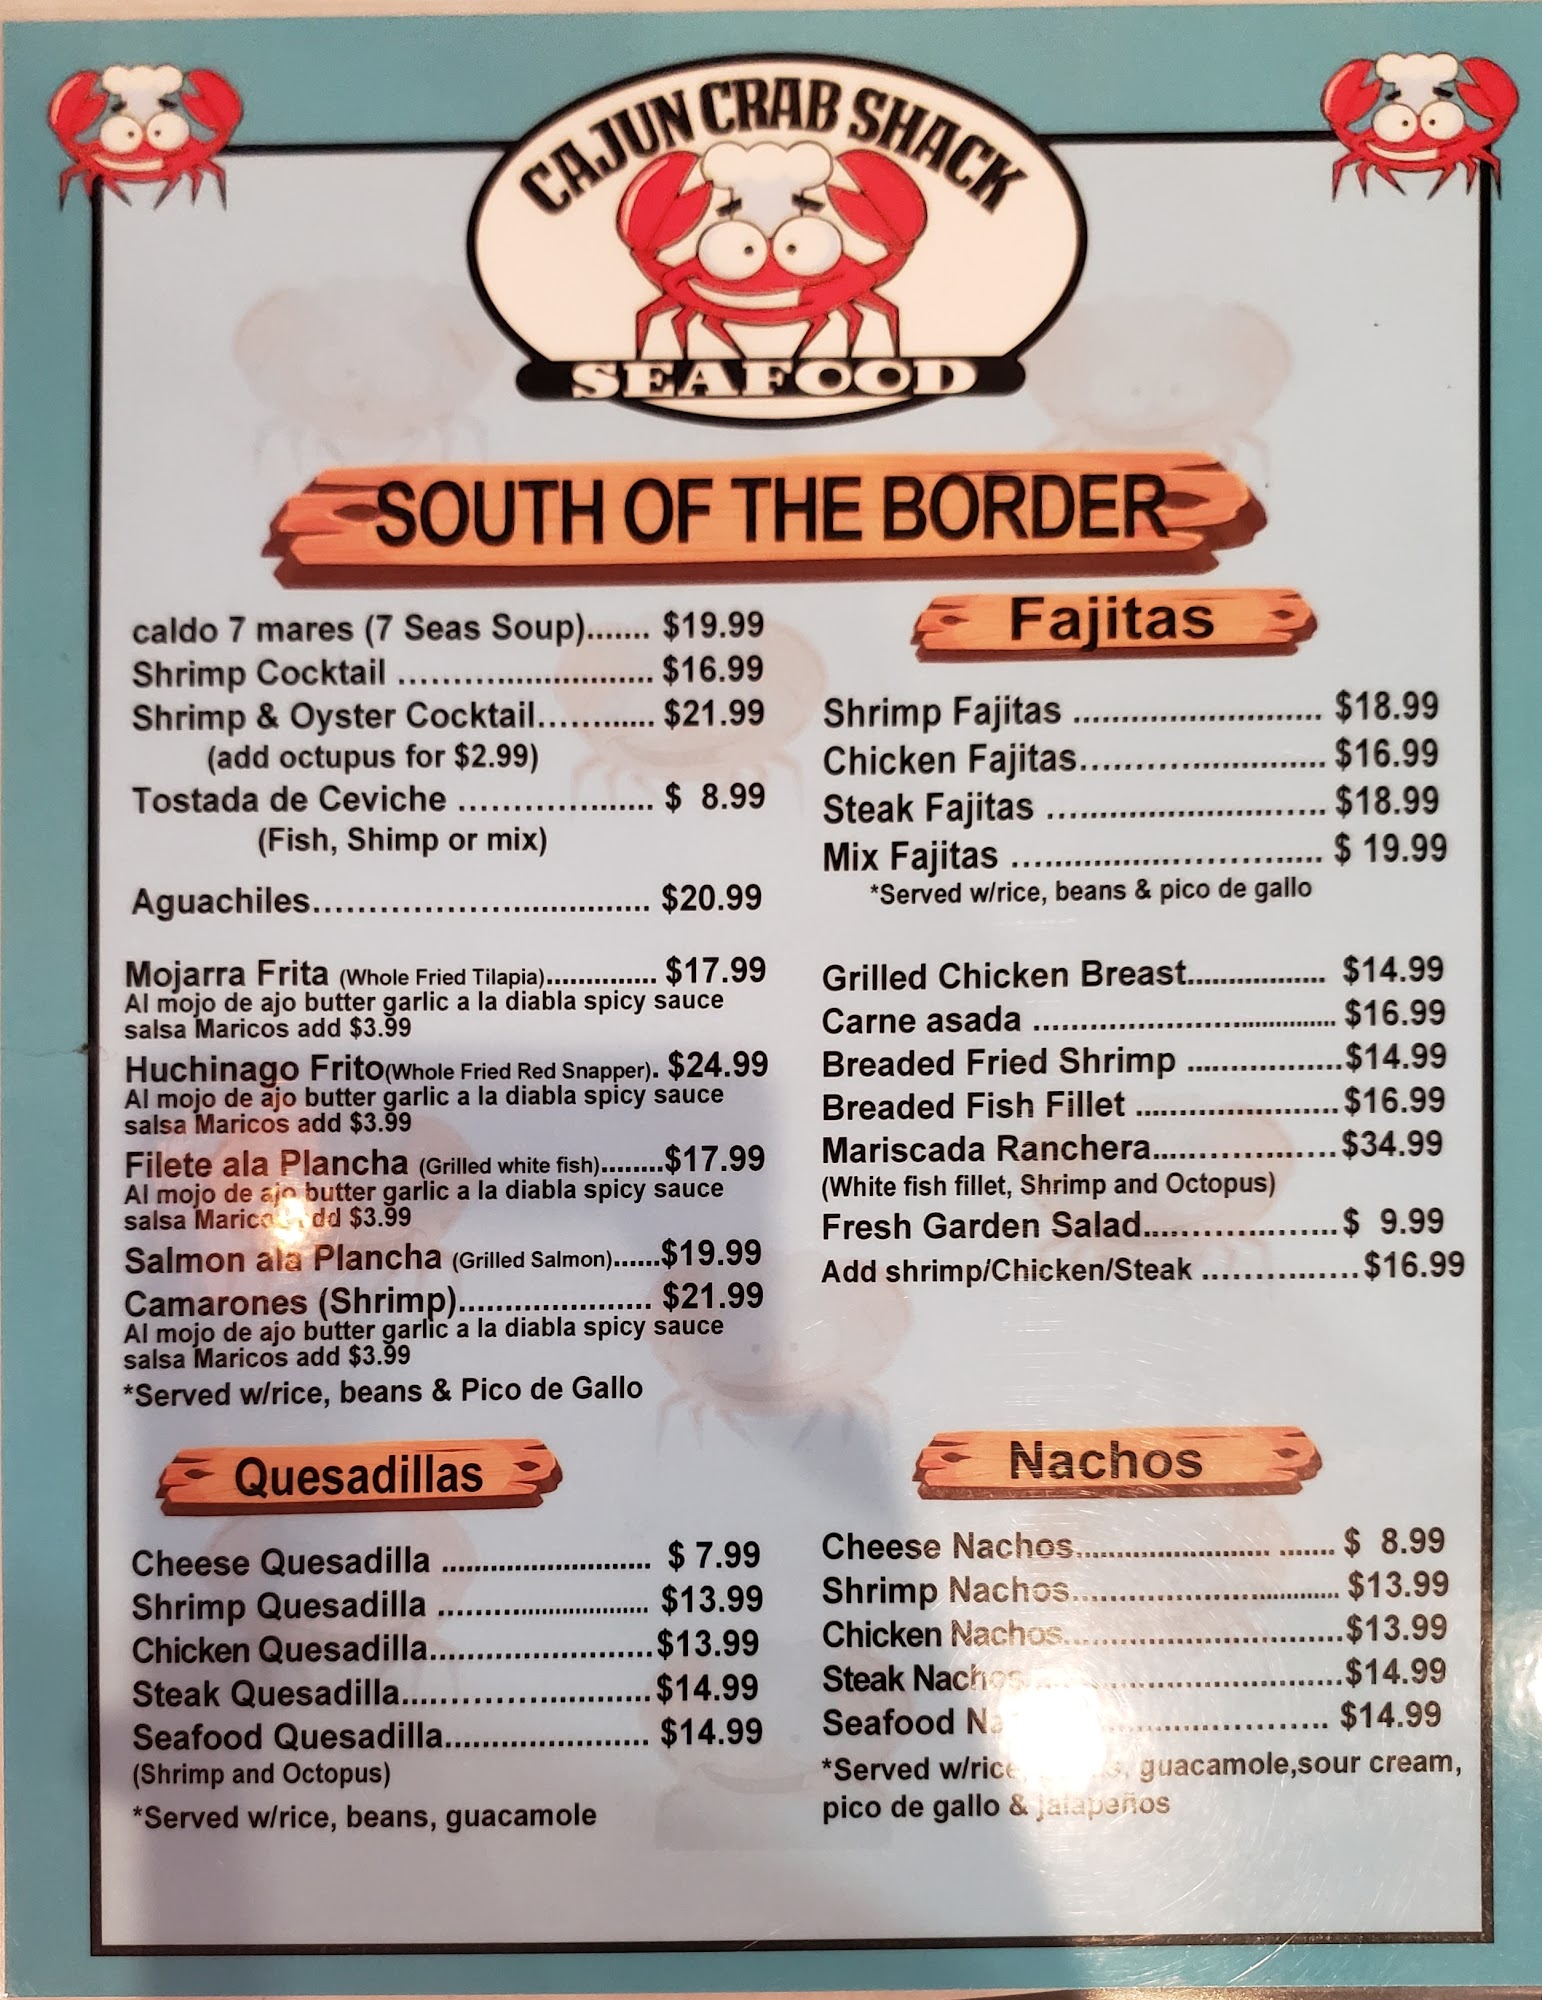 CAJUN CRAB SHACK
SEAFOOD
SOUTH OF THE BORDER
caldo 7 mares (7 Seas Soup)....... $19.99
Shrimp Cocktail ........................... $16.99
Shrimp & Oyster Cocktail............ $21.99
(add octupus for $2.99)
Tostada de Ceviche .................... $ 8.99
(Fish, Shimp or mix)
Aguachiles.................................. $20.99
Mojarra Frita (Whole Fried Tilapia).............. $17.99
Al mojo de ajo butter garlic a la diabla spicy sauce
salsa Maricos add $3.99
Huchinago Frito(Whole Fried Red Snapper). $24.99
Al mojo de ajo butter garlic a la diabla spicy sauce
salsa Maricos add $3.99
Filete ala Plancha (Grilled white fish)........$17.99
Al mojo de ajo butter garlic a la diabla spicy sauce
salsa $3.99
Salmon ala Plancha (Grilled Salmon)......$19.99
Camarones (Shrimp)...................... $21.99
Al mojo de ajo butter garlic a la diabla spicy sauce
salsa Maricos add $3.99
*Served w/rice, beans & Pico de Gallo
Fajitas
Shrimp Fajitas ........................... $18.99
Chicken Fajitas.......................... $16.99
Steak Fajitas ............................. $18.99
Mix Fajitas ................................ $ 19.99
*Served w/rice, beans & pico de gallo
Grilled Chicken Breast................. $14.99
Carne asada ................................. $16.99
Breaded Fried Shrimp ..................$14.99
Breaded Fish Fillet .......................$16.99
Mariscada Ranchera....................$34.99
(White fish fillet, Shrimp and Octopus)
Fresh Garden Salad.....................$ 9.99
Add shrimp/Chicken/Steak ...............$16.99
Quesadillas
Cheese Quesadilla ......................... $ 7.99
Shrimp Quesadilla ......................... $13.99
Chicken Quesadilla.........................$13.99
Steak Quesadilla...........................$14.99
Seafood Quesadilla....................... $14.99
(Shrimp and Octopus)
*Served w/rice, beans, guacamole
Nachos
Cheese Nachos........................ ....... $ 8.99
Shrimp Nachos............................... $13.99
Chicken Nachos..............................$13.99
Steak .......................$14.99
Seafood ........................ $14.99
*Served guacamole,sour cream,
pico de gallo & jalapeños